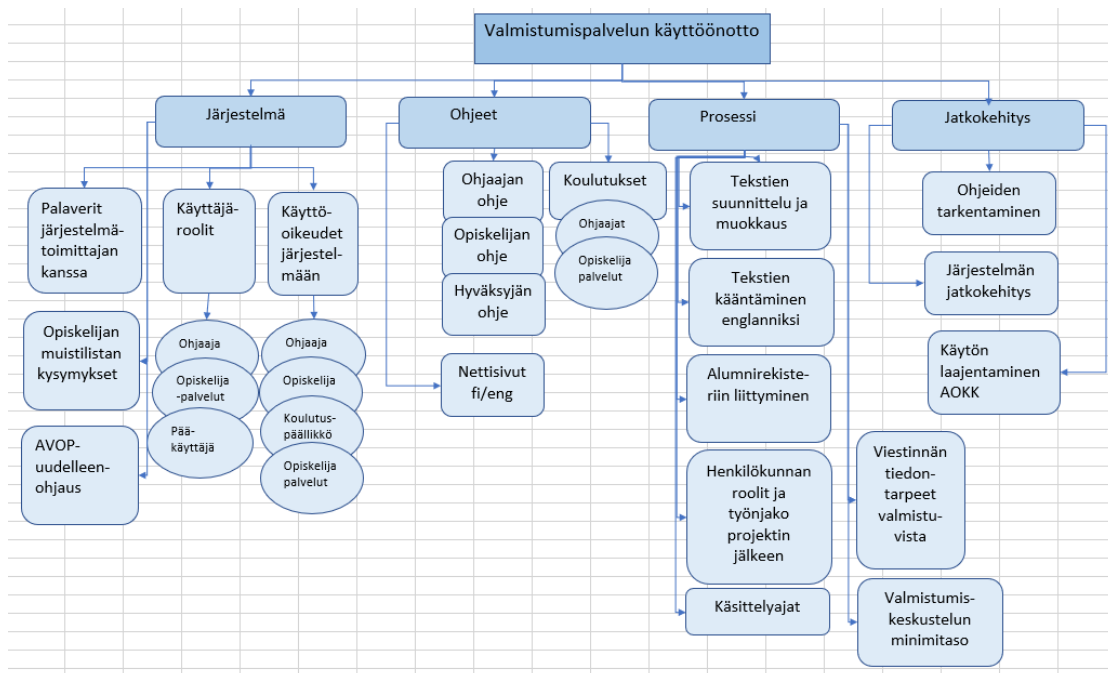 Valmistumispalvelun käyttöönotto
Järjestelmä
Ohjeet
Prosessi
Jatkokehitys
Palaverit
järjestelmä-
toimittajan
kanssa
Käyttäjä-
roolit
Käyttö-
oikeudet
järjestel-
mään
Opiskelijan
muistilistan
kysymykset
AVOP-
uudelleen-
ohjaus
Ohjaaja
Opiskelija
-palvelut
Pää-
käyttäjä
Ohjaaja
Opiskelija
Koulutus-
päällikkö
Opiskelija
palvelut
Ohjaajan
ohje
Opiskelijan
ohje
Hyväksyjän
ohje
Nettisivut
fi/eng
Koulutukset
Ohjaajat
Opiskelija
palvelut
Tekstien
suunnittelu ja
muokkaus
Tekstien
kääntäminen
englanniksi
Alumnirekiste-
riin liittyminen
Henkilökunnan
roolit ja
työnjako
projektin
jälkeen
Käsittelyajat
Viestinnän
tiedon-
tarpeet
valmistu-
vista
Valmistumis-
keskustelun
minimitaso
Ohjeiden
tarkentaminen
Järjestelmän
jatkokehitys
Käytön
laajentaminen
AOKK